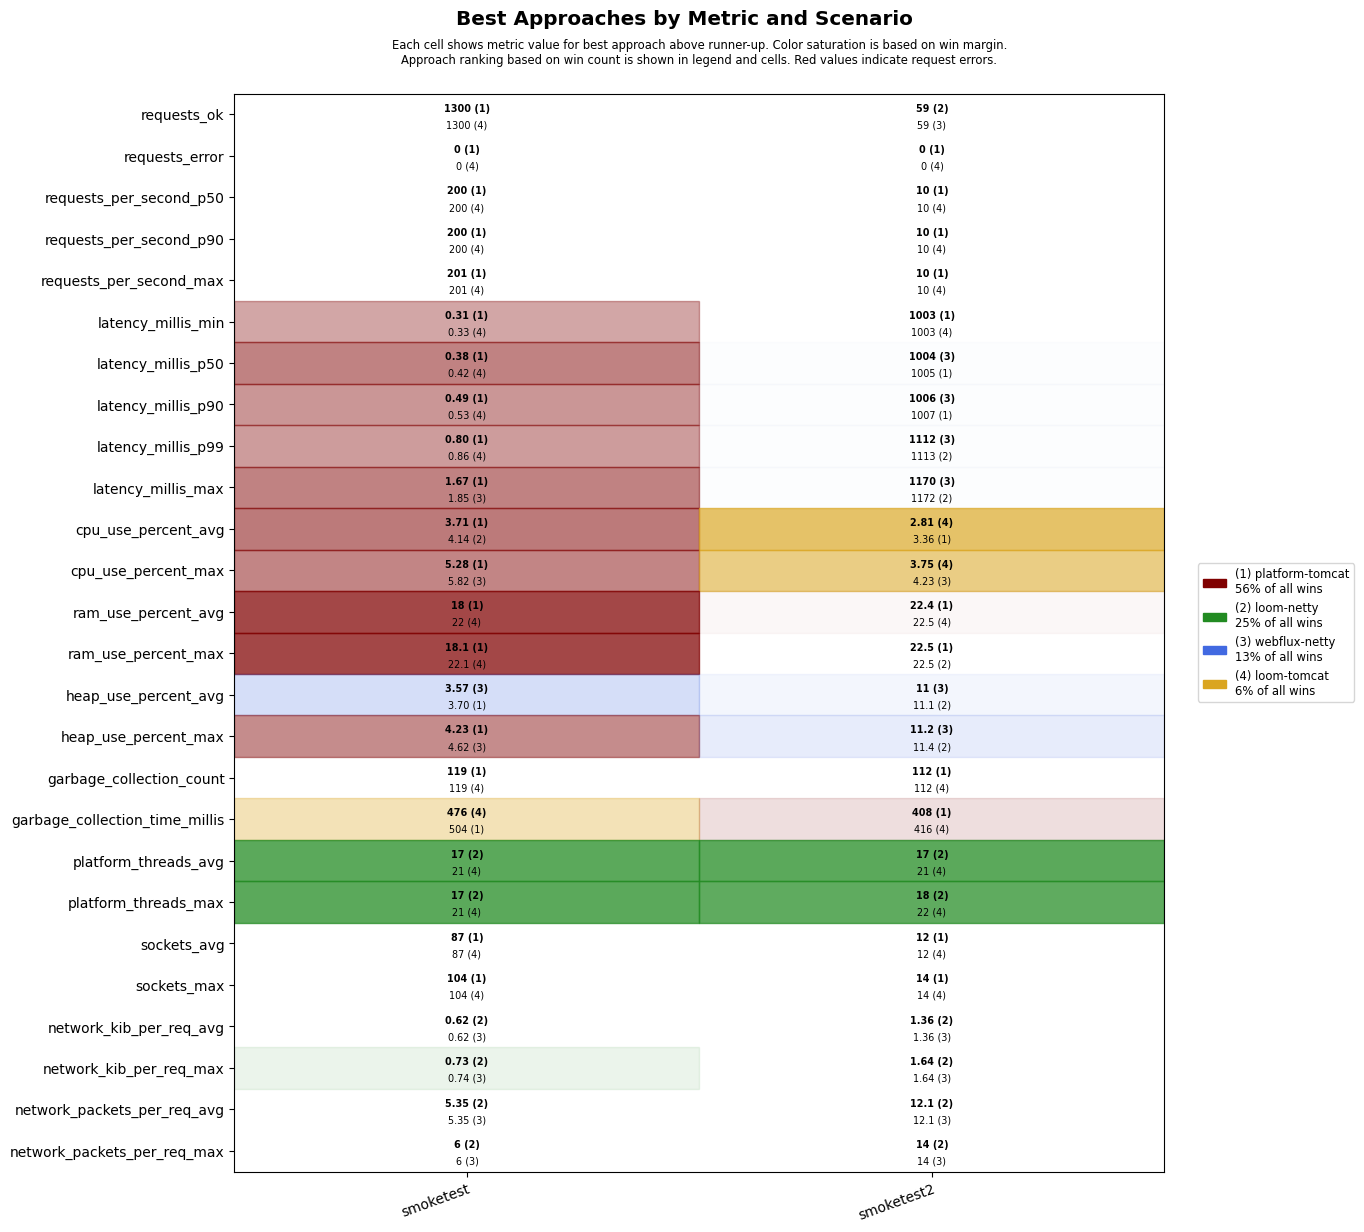 Best Approaches by Metric and Scenario
Each cell shows metric value for best approach above runner-up. Color saturation is based on win margin.
Approach ranking based on win count is shown in legend and cells. Red values indicate request errors.
requests_ok
1300 (1)
1300 (4)
59 (2)
59 (3)
requests_error
0 (1)
0 (4)
0 (1)
0 (4)
requests_per_second_p50
200 (1)
200 (4)
10 (1)
10 (4)
requests_per_second_p90
200 (1)
200 (4)
10 (1)
10 (4)
requests_per_second_max
201 (1)
201 (4)
10 (1)
10 (4)
latency_millis_min
0.31 (1)
0.33 (4)
1003 (1)
1003 (4)
latency_millis_p50
0.38 (1)
0.42 (4)
1004 (3)
1005 (1)
latency_millis_p90
0.49 (1)
0.53 (4)
1006 (3)
1007 (1)
latency_millis_p99
0.80 (1)
0.86 (4)
1112 (3)
1113 (2)
latency_millis_max
1.67 (1)
1.85 (3)
1170 (3)
1172 (2)
cpu_use_percent_avg
3.71 (1)
4.14 (2)
2.81 (4)
3.36 (1)
cpu_use_percent_max
5.28 (1)
5.82 (3)
3.75 (4)
4.23 (3)
ram_use_percent_avg
18 (1)
22 (4)
22.4 (1)
22.5 (4)
ram_use_percent_max
18.1 (1)
22.1 (4)
22.5 (1)
22.5 (2)
heap_use_percent_avg
3.57 (3)
3.70 (1)
11 (3)
11.1 (2)
heap_use_percent_max
4.23 (1)
4.62 (3)
11.2 (3)
11.4 (2)
garbage_collection_count
119 (1)
119 (4)
112 (1)
112 (4)
garbage_collection_time_millis
476 (4)
504 (1)
408 (1)
416 (4)
platform_threads_avg
17 (2)
21 (4)
17 (2)
21 (4)
platform_threads_max
17 (2)
21 (4)
18 (2)
22 (4)
sockets_avg
87 (1)
87 (4)
12 (1)
12 (4)
sockets_max
104 (1)
104 (4)
14 (1)
14 (4)
network_kib_per_req_avg
0.62 (2)
0.62 (3)
1.36 (2)
1.36 (3)
network_kib_per_req_max
0.73 (2)
0.74 (3)
1.64 (2)
1.64 (3)
network_packets_per_req_avg
5.35 (2)
5.35 (3)
12.1 (2)
12.1 (3)
network_packets_per_req_max
6 (2)
6 (3)
14 (2)
14 (3)
smoketest
smoketest2
(1) platform-tomcat
56% of all wins
(2) loom-netty
25% of all wins
(3) webflux-netty
13% of all wins
(4) loom-tomcat
6% of all wins